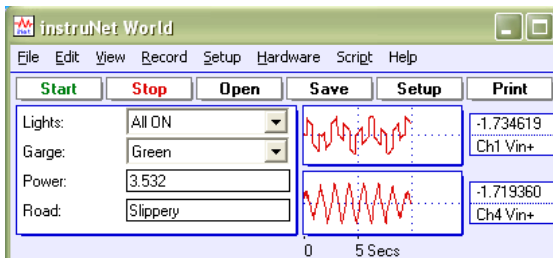 instruNet World
File Edit View Record Setup Hardware Script Help
Start Stop Open Save Setup Print
Lights: All ON
Garge: Green
Power: 3.532
Road: Slippery
-1.734619
Ch1 Vin+
-1.719360
Ch4 Vin+
0 5 Secs